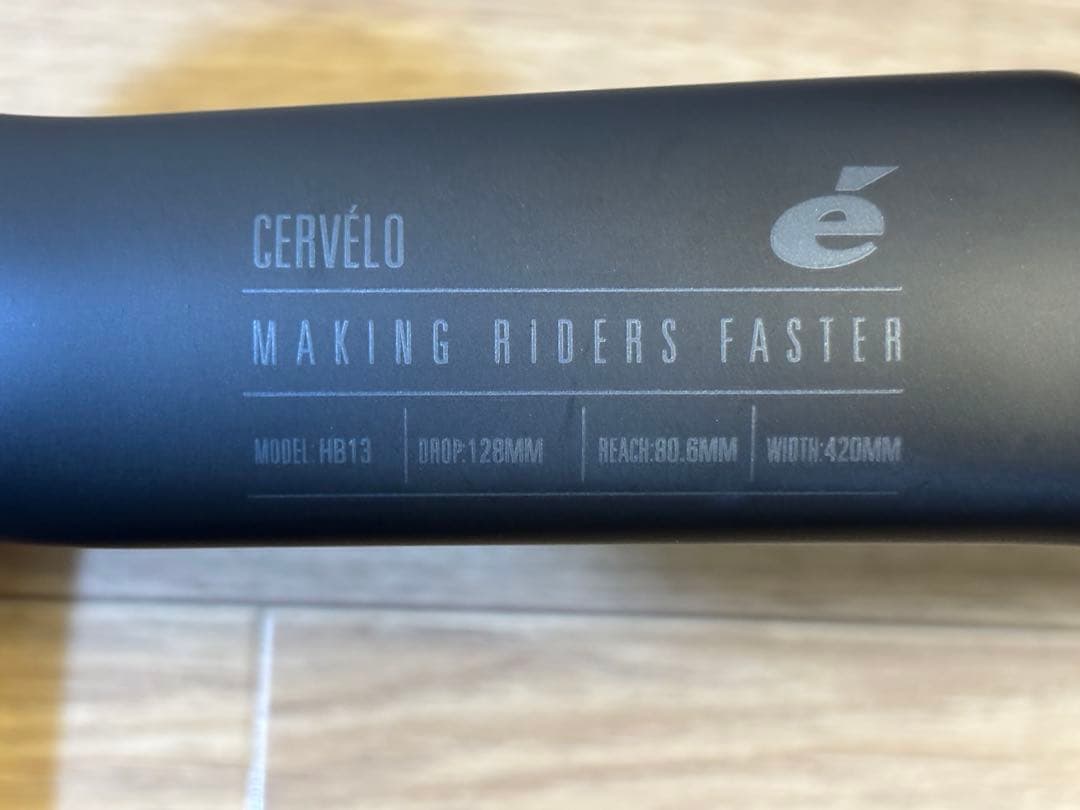 CERVÉLO é
MAKING RIDERS FASTER
MODEL:HB13 DROP:128MM REACH:80.6MM WIDTH:420MM